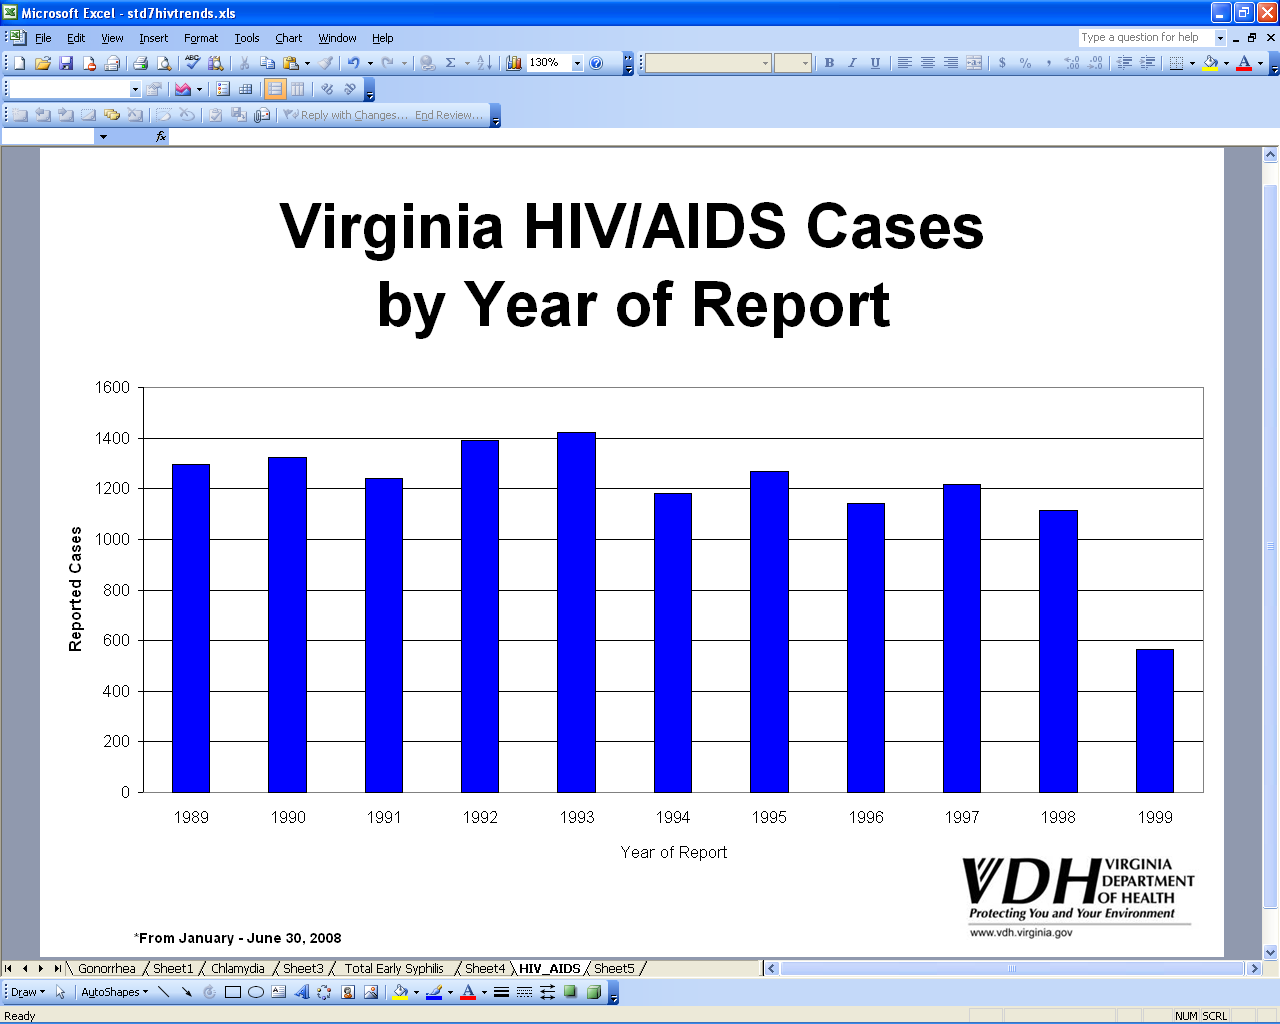 Microsoft Excel - std7hivtrends.xls
File Edit View Insert Format Tools Chart Window Help
Type a question for help
130%
Reply with Changes... End Review...
fx
Virginia HIV/AIDS Cases
by Year of Report
1600
1400
1200
1000
800
600
400
200
0
Reported Cases
1989 1990 1991 1992 1993 1994 1995 1996 1997 1998 1999
Year of Report
VDH VIRGINIA
DEPARTMENT
OF HEALTH
Protecting You and Your Environment
www.vdh.virginia.gov
*From January - June 30, 2008
Gonorrhea Sheet1 Chlamydia Sheet3 Total Early Syphilis Sheet4 HIV_AIDS Sheet5
Draw AutoShapes
Ready
NUM SCRL